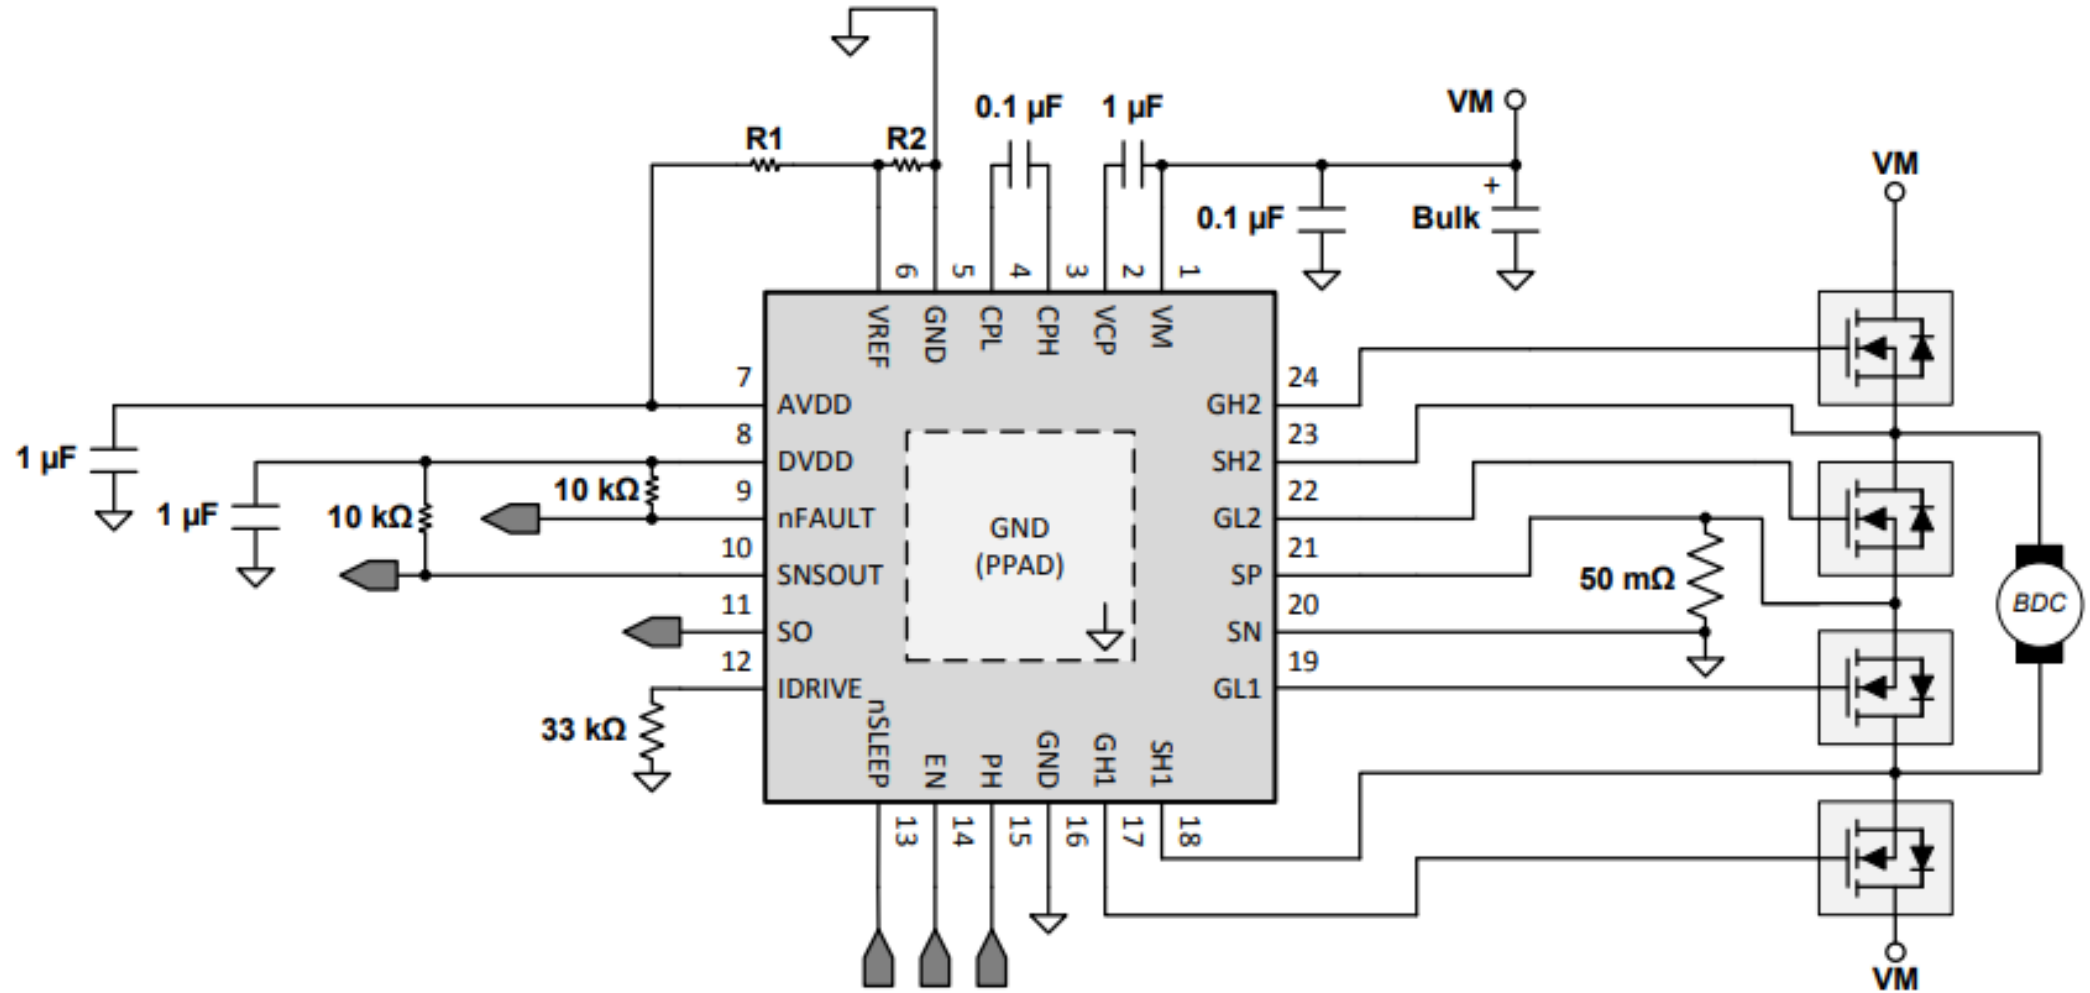 0.1 µF
1 µF
VM
R1
R2
VM
+
0.1 µF
Bulk
6
5
4
3
2
1
VREF
GND
CPL
CPH
VCP
VM
7
AVDD
24
GH2
8
DVDD
23
SH2
1 µF
9
nFAULT
22
GL2
10 kΩ
1 µF
10 kΩ
GND
(PPAD)
10
SNSOUT
21
SP
50 mΩ
BDC
11
SO
20
SN
12
IDRIVE
19
GL1
33 kΩ
nSLEEP
EN
PH
GND
GH1
SH1
13
14
15
16
17
18
VM